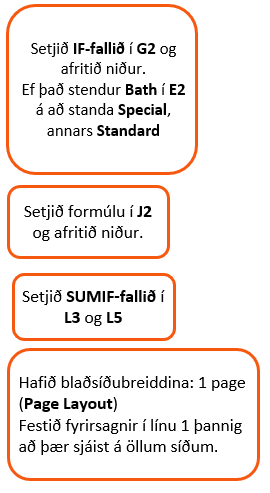 Setjið IF-fallið í G2 og
afritið niður.
Ef það stendur Bath í E2
á að standa Special,
annars Standard
Setjið formúlu í J2
og afritið niður.
Setjið SUMIF-fallið í
L3 og L5
Hafið blaðsíðubreiddina: 1 page
(Page Layout)
Festið fyrirsagnir í línu 1 þannig
að þær sjáist á öllum síðum.